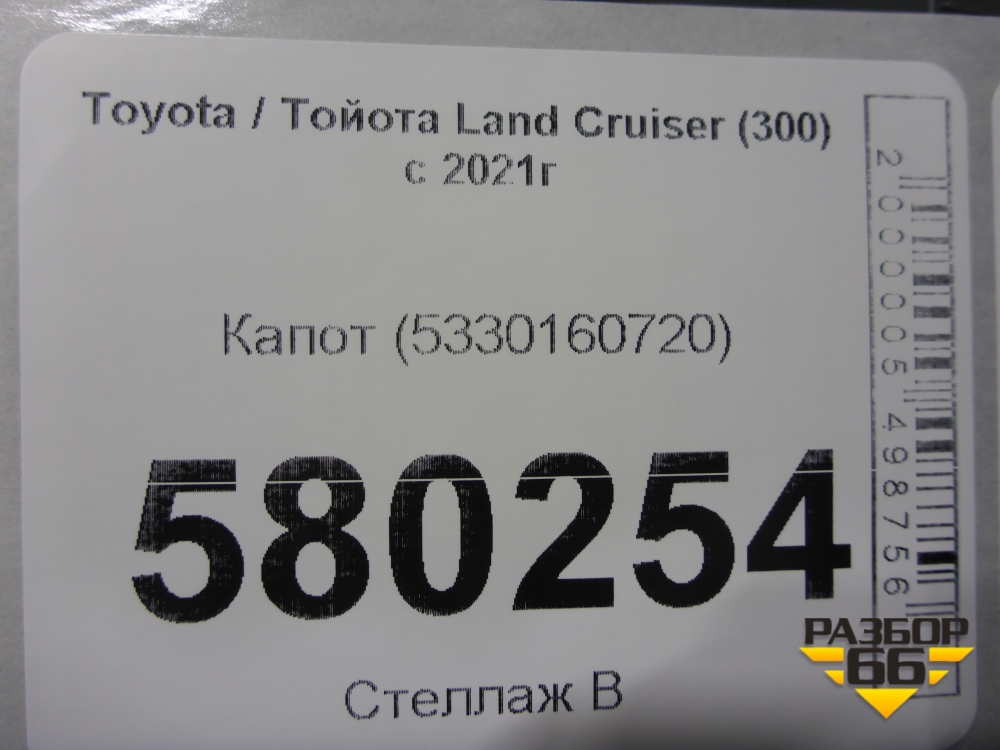 Toyota / Тойота Land Cruiser (300)
с 2021г
Капот (5330160720)
580254
Стеллаж В
2000005498756
РАЗБОР
66